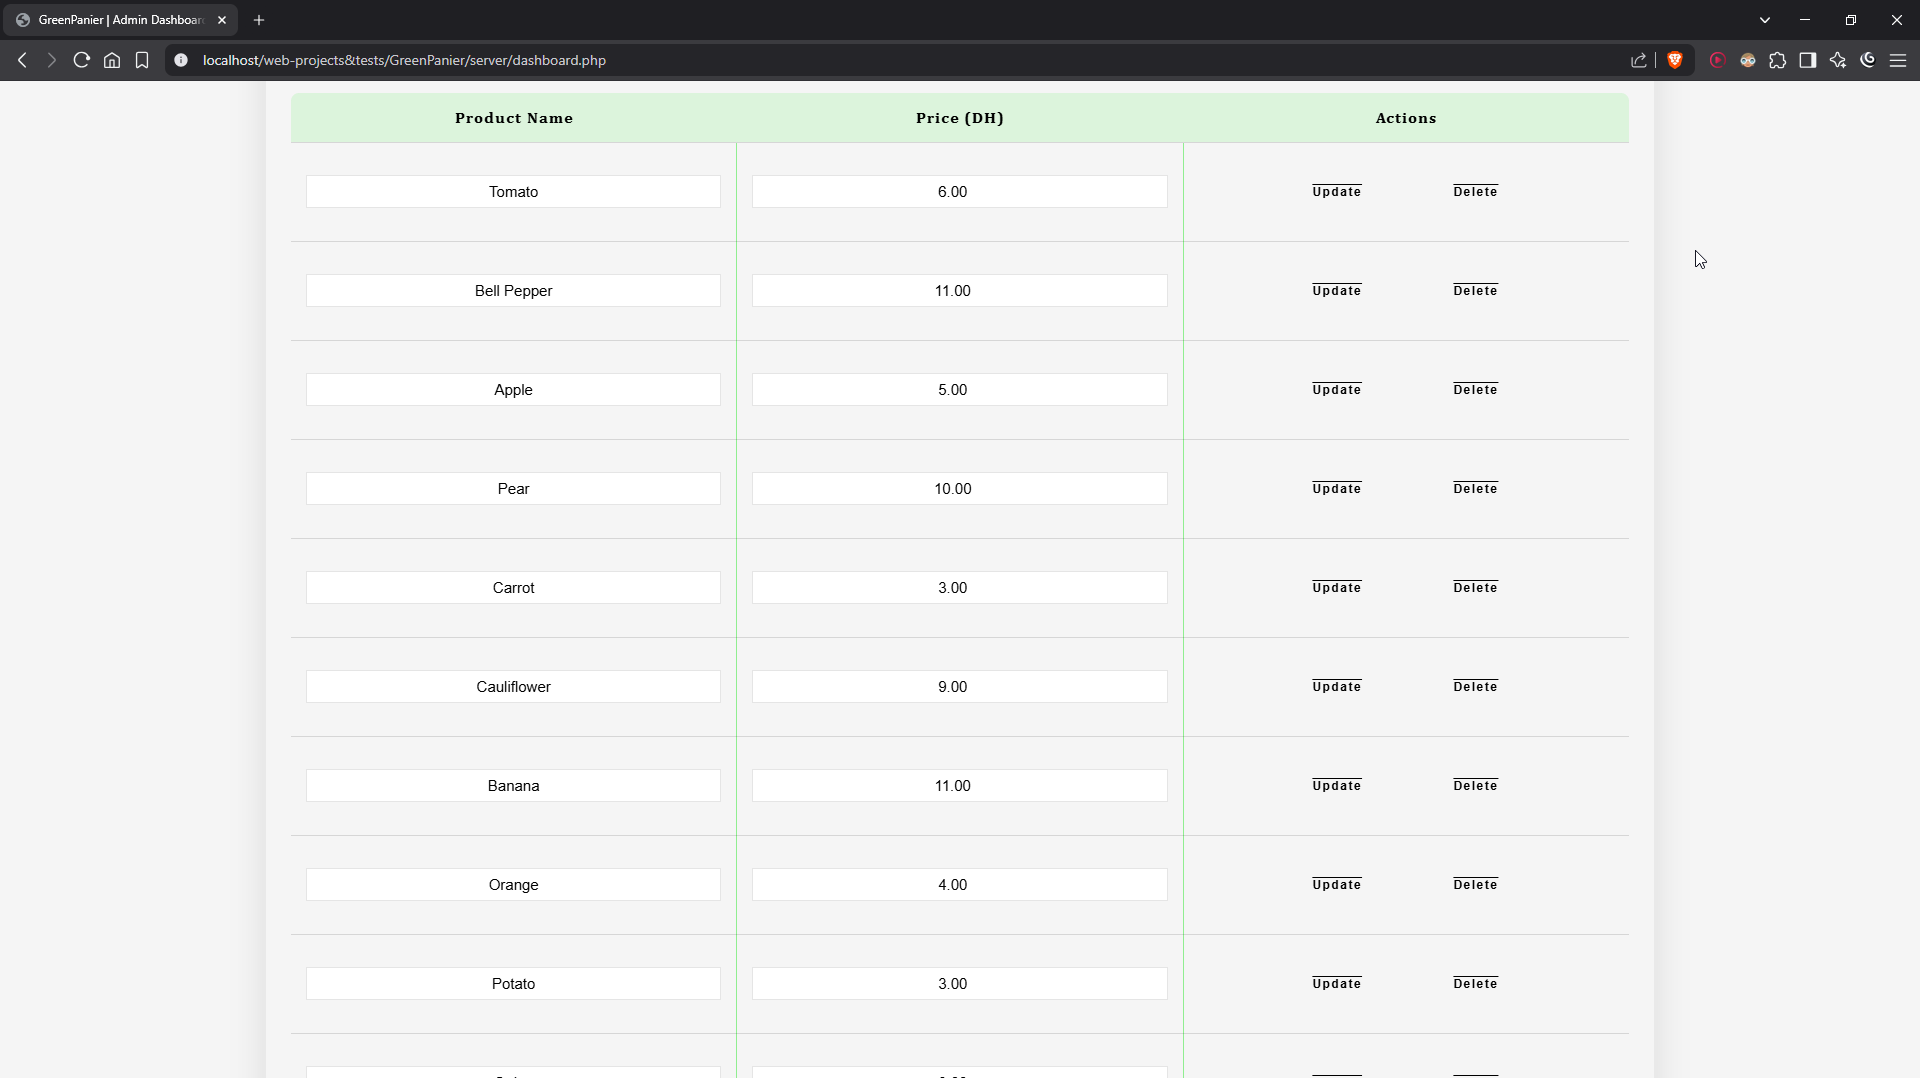 GreenPanier | Admin Dashboar
localhost/web-projects&tests/GreenPanier/server/dashboard.php
Product Name Price (DH) Actions
Tomato 6.00 Update Delete
Bell Pepper 11.00 Update Delete
Apple 5.00 Update Delete
Pear 10.00 Update Delete
Carrot 3.00 Update Delete
Cauliflower 9.00 Update Delete
Banana 11.00 Update Delete
Orange 4.00 Update Delete
Potato 3.00 Update Delete